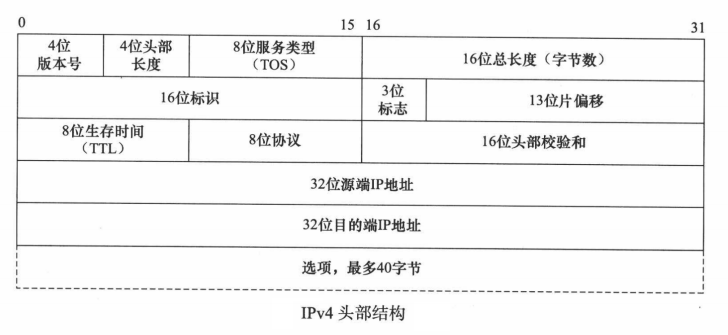 0 15 16 31
4位 4位头部 8位服务类型
版本号 长度 (TOS) 16位总长度(字节数)
16位标识 3位 13位片偏移
标志
8位生存时间 8位协议 16位头部校验和
(TTL)
32位源端IP地址
32位目的端IP地址
选项,最多40字节
IPv4 头部结构